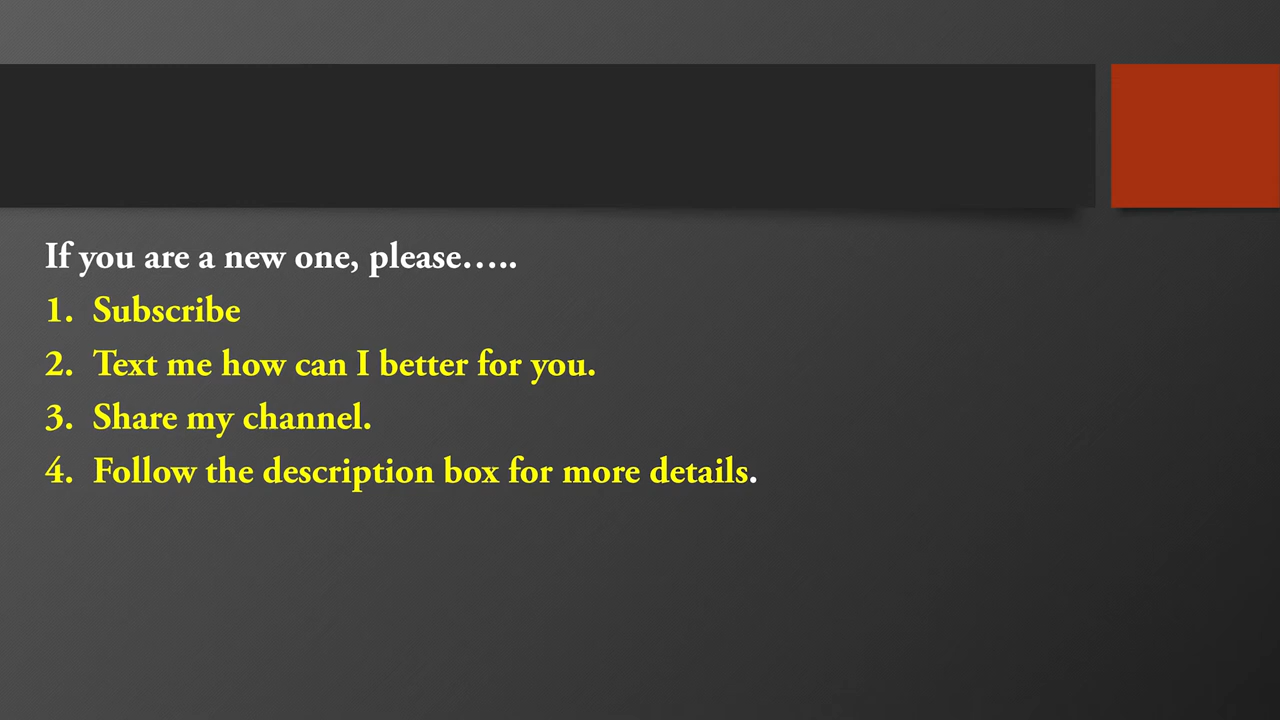 If you are a new one, please…..
1. Subscribe
2. Text me how can I better for you.
3. Share my channel.
4. Follow the description box for more details.